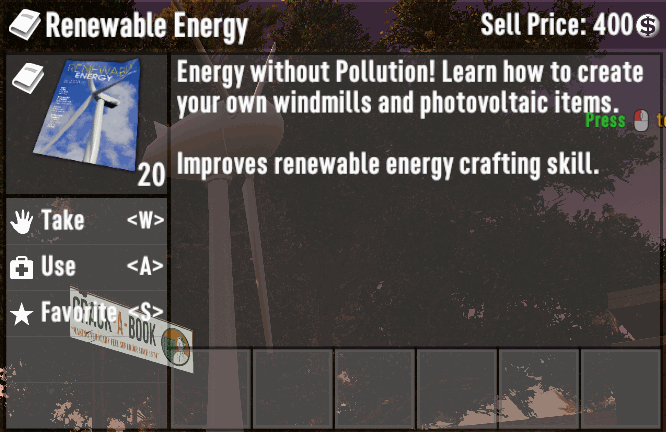 Renewable Energy
Sell Price: 400
RENEWABLE
ENERGY
20
Energy without Pollution! Learn how to create
your own windmills and photovoltaic items.
Press
Improves renewable energy crafting skill.
Take <W>
Use <A>
Favorite <S>
CRACK-A-BOOK